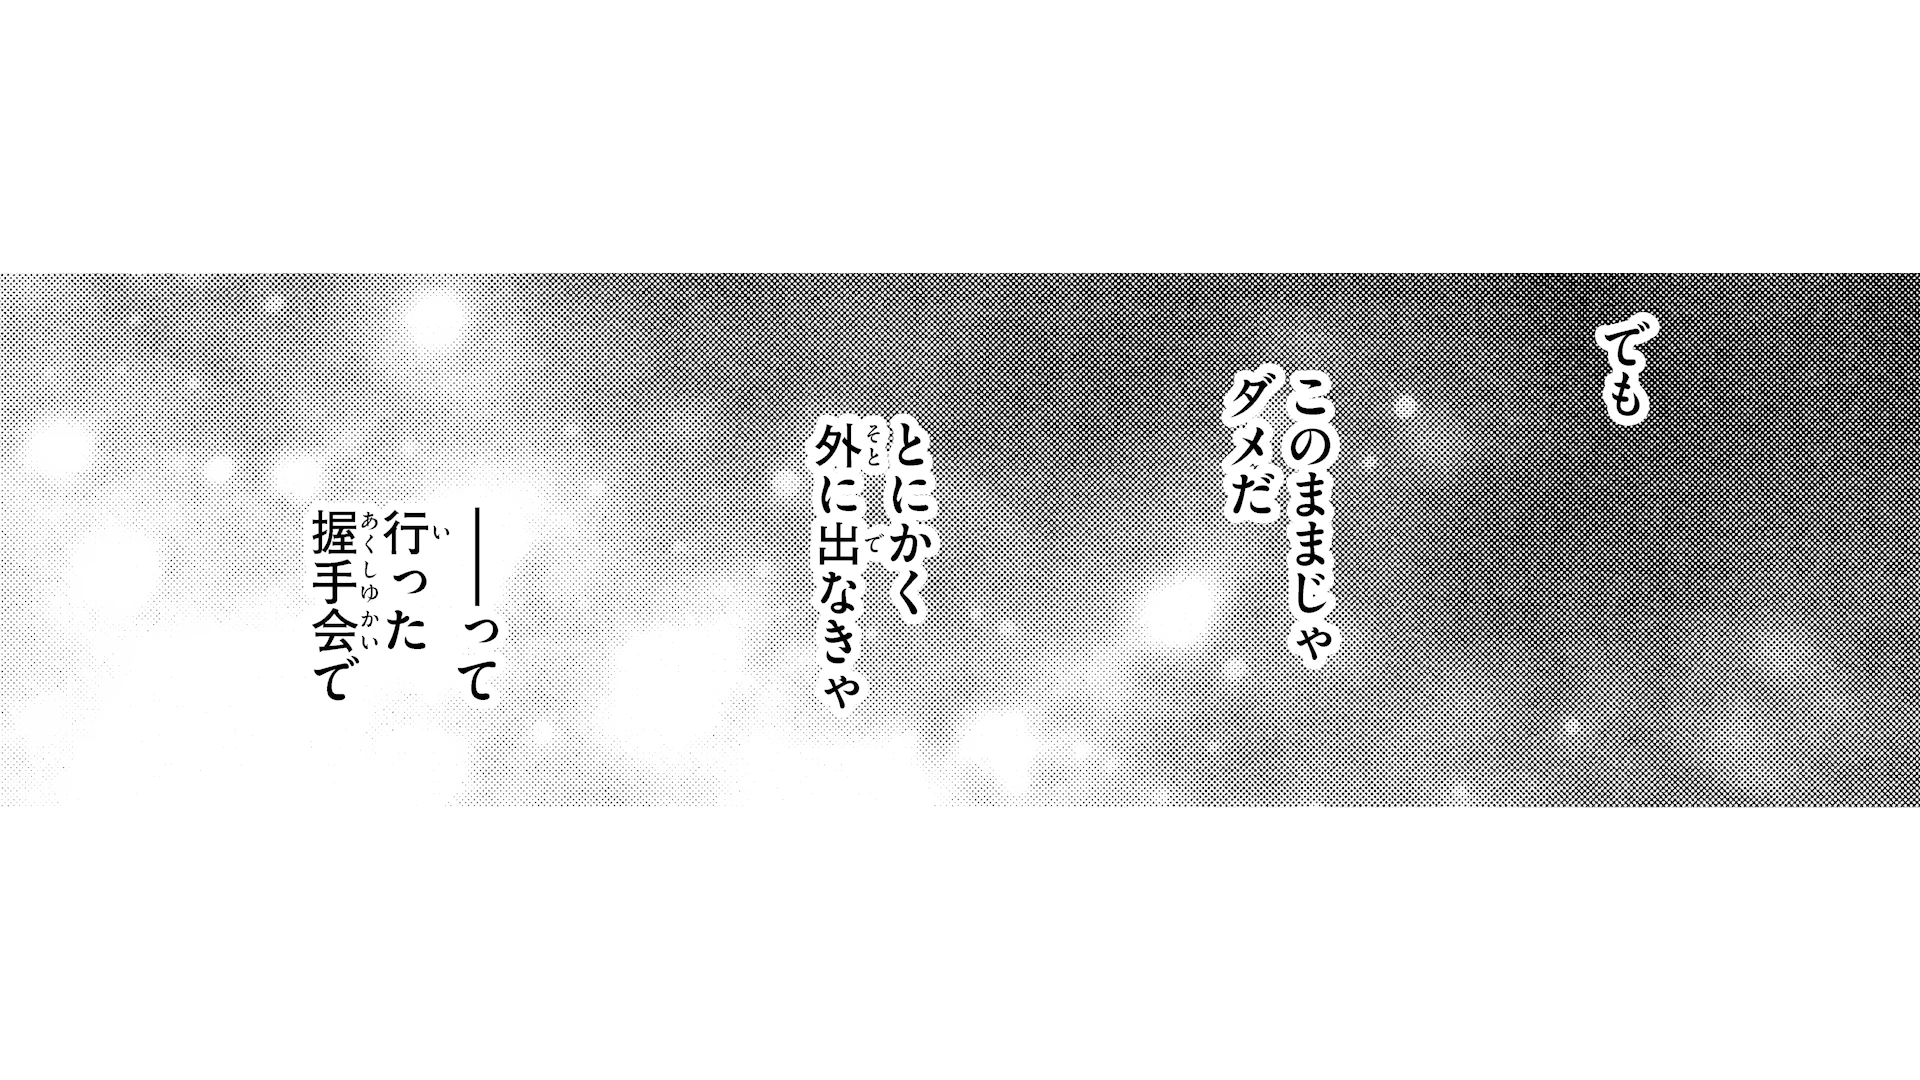 でも
このままじゃ
ダメだ
とにかく
外に出なきゃ
――って
行った
握手会で